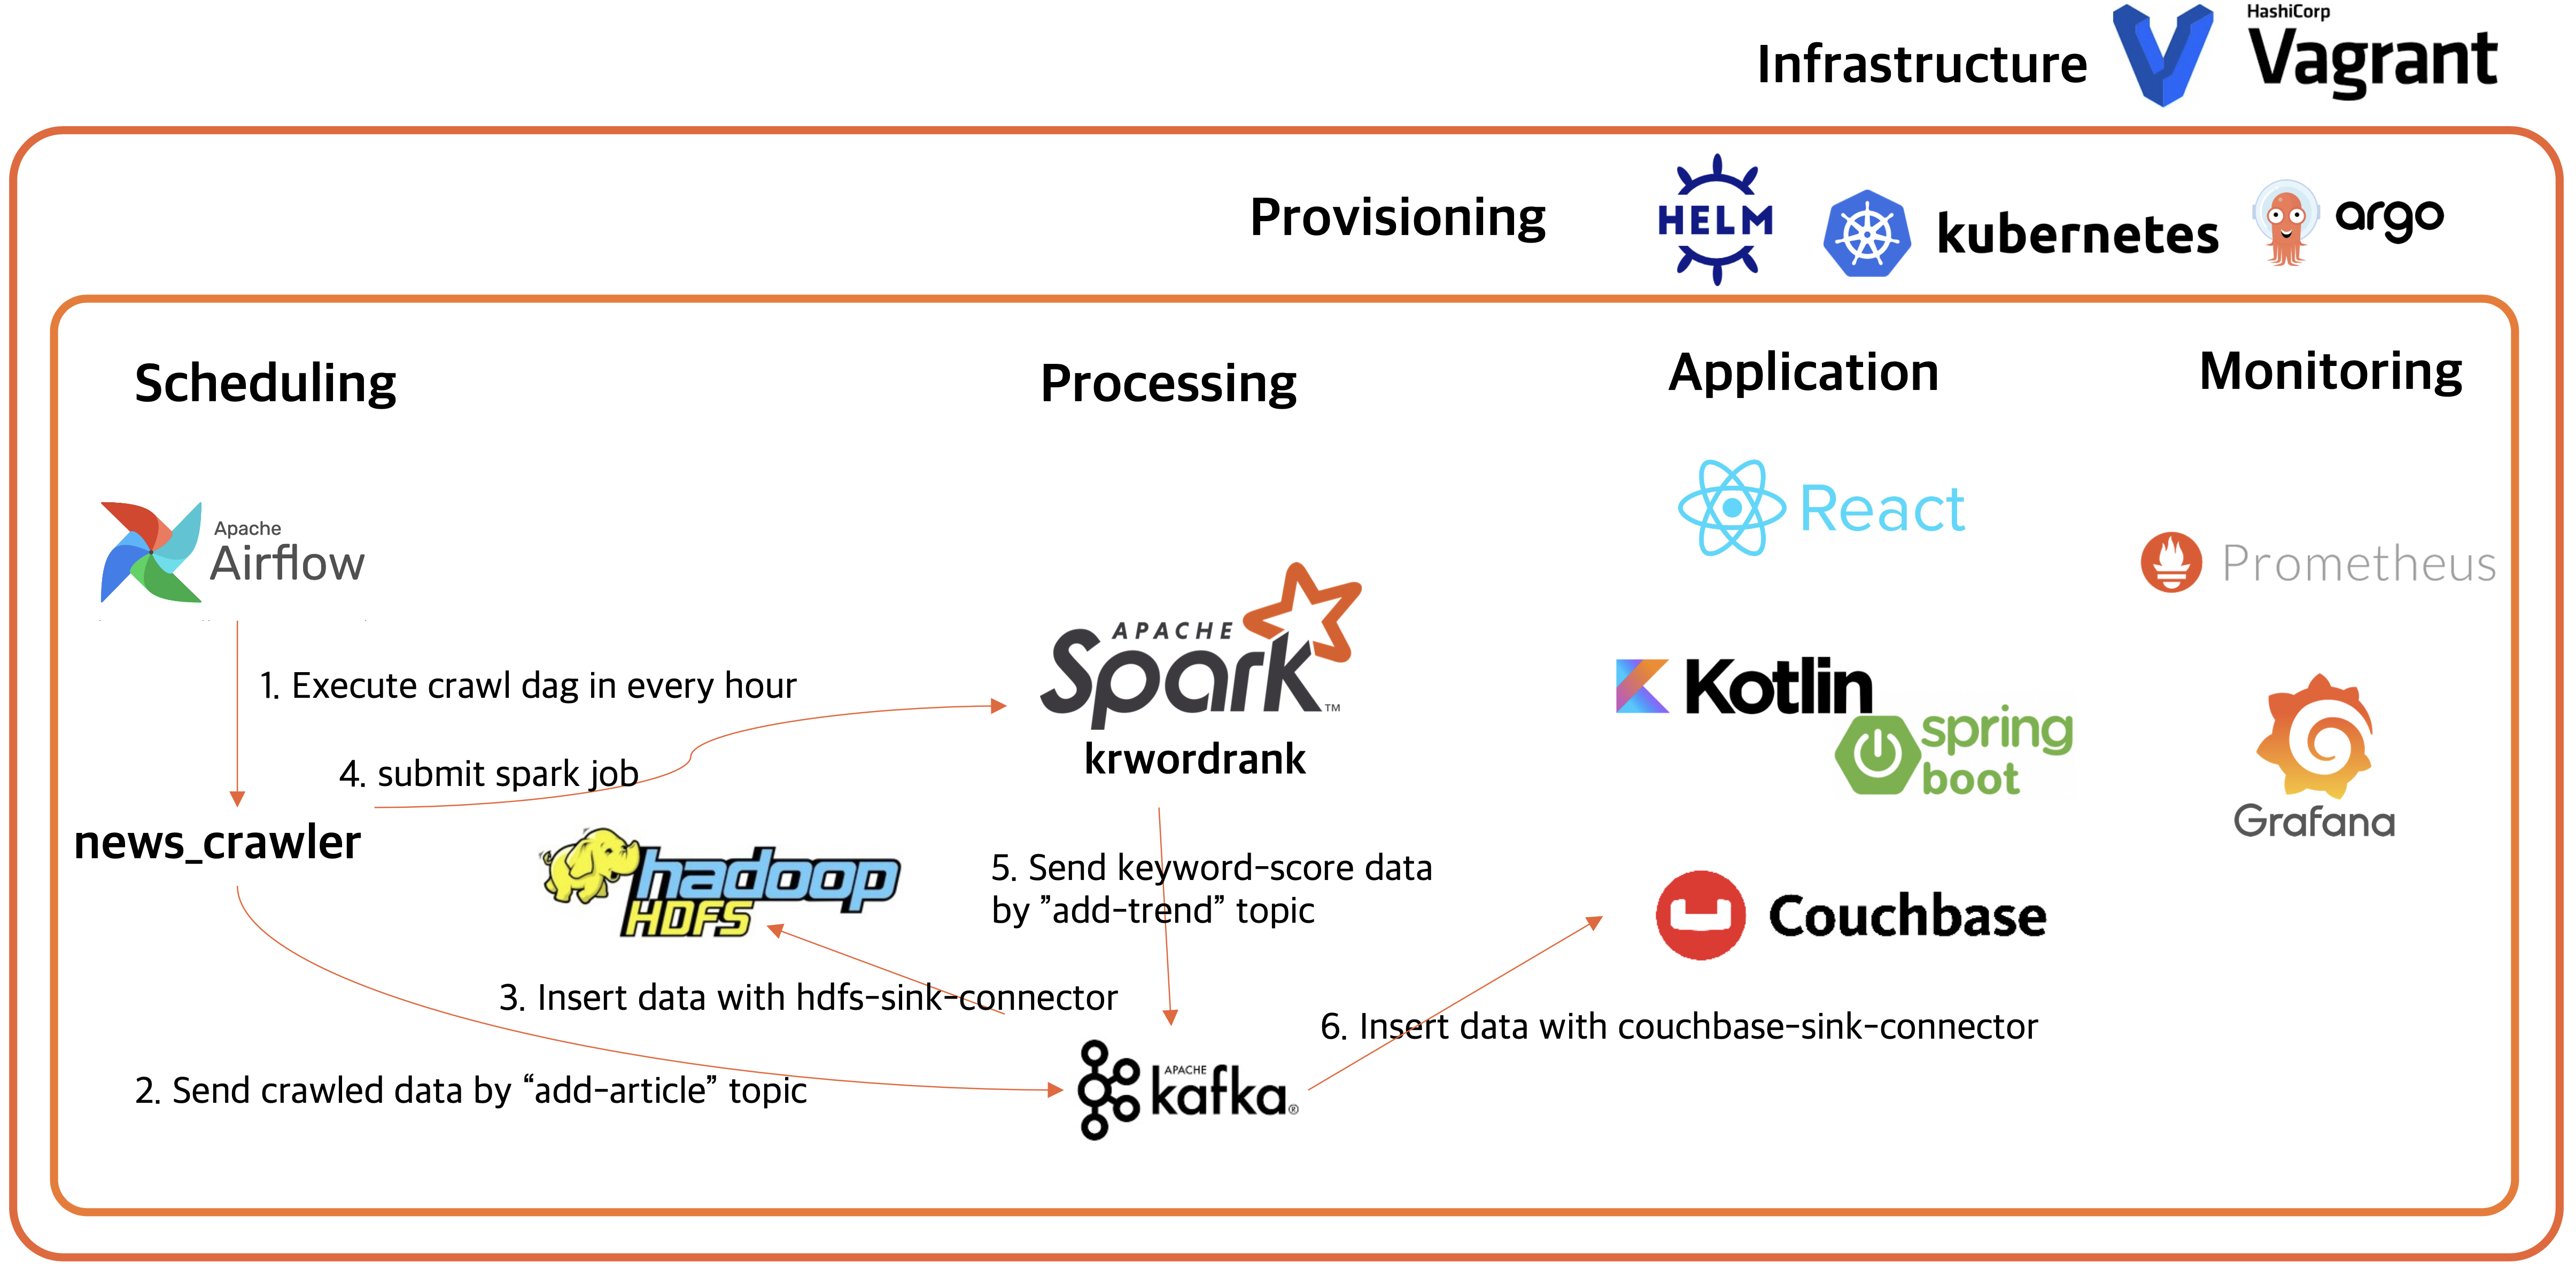 Infrastructure
HashiCorp
Vagrant
Provisioning
HELM
kubernetes
argo
Scheduling
Processing
Application
Monitoring
Apache
Airflow
React
Prometheus
APACHE
Spark™
1. Execute crawl dag in every hour
Kotlin
spring
boot
krwordrank
4. submit spark job
Grafana
news_crawler
hadoop
HDFS
5. Send keyword-score data
by ”add-trend” topic
Couchbase
3. Insert data with hdfs-sink-connector
6. Insert data with couchbase-sink-connector
2. Send crawled data by “add-article” topic
APACHE
kafka®